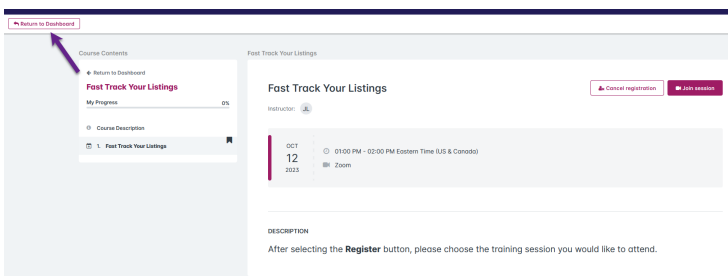 Return to Dashboard
Course Contents
Return to Dashboard
Fast Track Your Listings
My Progress 0%
Course Description
1. Fast Track Your Listings
Fast Track Your Listings
Fast Track Your Listings
Cancel registration
Join session
Instructor: JL
OCT
12
2023
01:00 PM - 02:00 PM Eastern Time (US & Canada)
Zoom
DESCRIPTION
After selecting the Register button, please choose the training session you would like to attend.